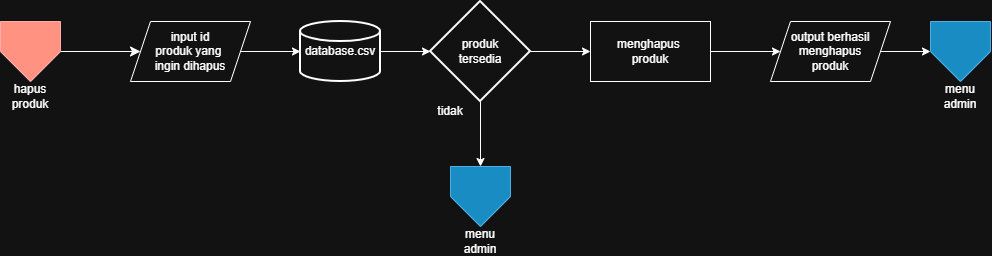 hapus
produk
input id
produk yang
ingin dihapus
database.csv
produk
tersedia
tidak
menu
admin
menghapus
produk
output berhasil
menghapus
produk
menu
admin